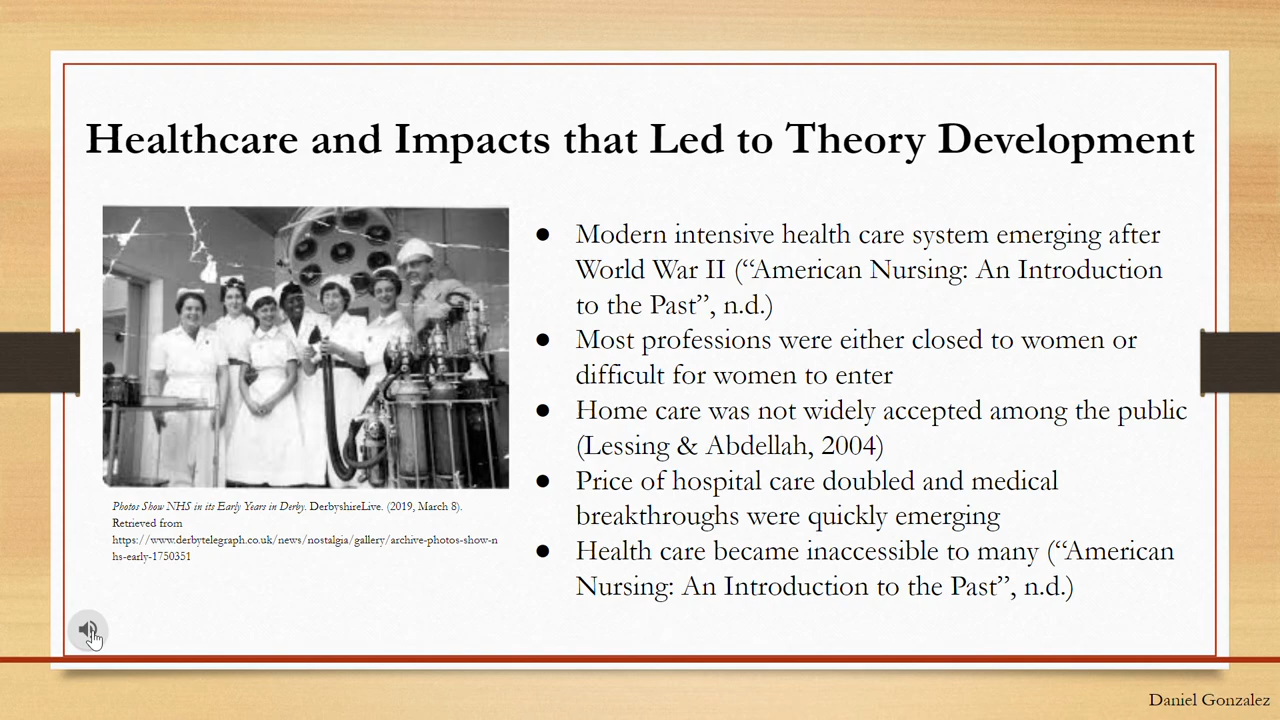 Healthcare and Impacts that Led to Theory Development
Photos Show NHS in its Early Years in Derby. DerbyshireLive. (2019, March 8).
Retrieved from
https://www.derbytelegraph.co.uk/news/nostalgia/gallery/archive-photos-show-n
hs-early-1750351
● Modern intensive health care system emerging after
World War II (“American Nursing: An Introduction
to the Past”, n.d.)
● Most professions were either closed to women or
difficult for women to enter
● Home care was not widely accepted among the public
(Lessing & Abdellah, 2004)
● Price of hospital care doubled and medical
breakthroughs were quickly emerging
● Health care became inaccessible to many (“American
Nursing: An Introduction to the Past”, n.d.)
Daniel Gonzalez